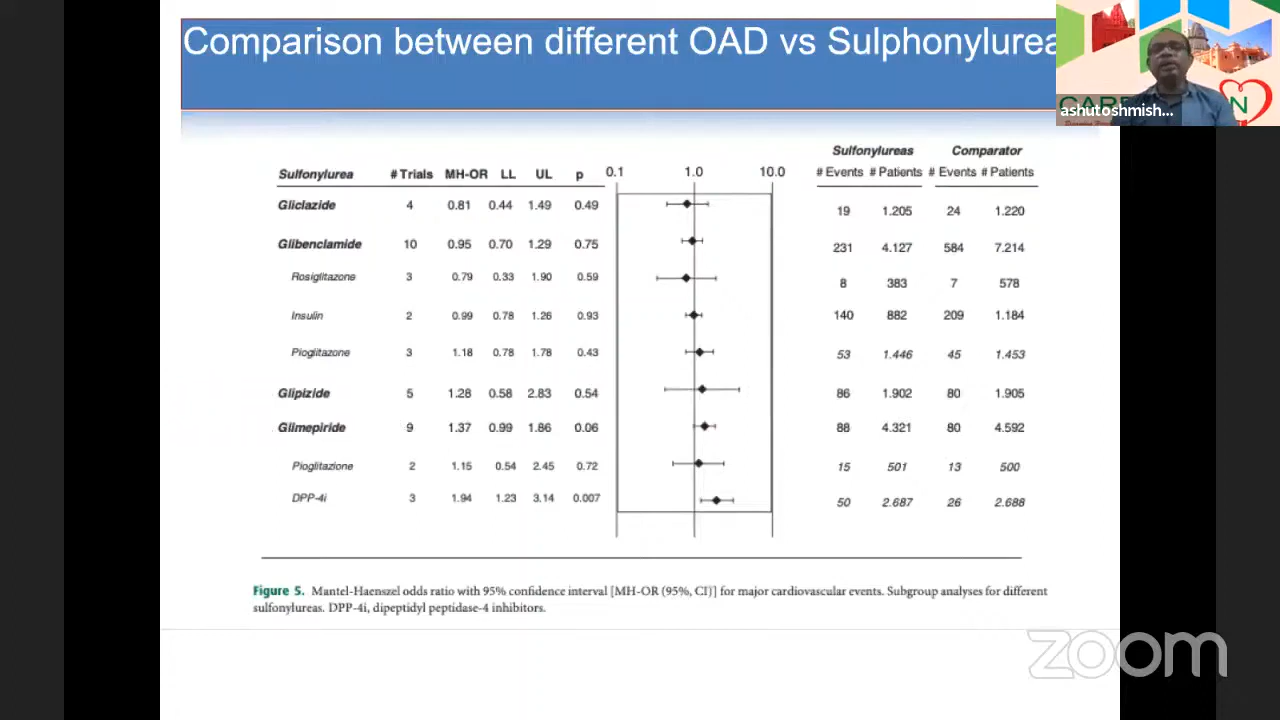 Comparison between different OAD vs Sulphonylurea
ashutoshmish...
Sulfonylureas Comparator
Sulfonylurea # Trials MH-OR LL UL p 0.1 1.0 10.0 # Events # Patients # Events # Patients
Gliclazide 4 0.81 0.44 1.49 0.49 19 1.205 24 1.220
Glibenclamide 10 0.95 0.70 1.29 0.75 231 4.127 584 7.214
Rosiglitazone 3 0.79 0.33 1.90 0.59 8 383 7 578
Insulin 2 0.99 0.78 1.26 0.93 140 882 209 1.184
Pioglitazone 3 1.18 0.78 1.78 0.43 53 1.446 45 1.453
Glipizide 5 1.28 0.58 2.83 0.54 86 1.902 80 1.905
Glimepiride 9 1.37 0.99 1.86 0.06 88 4.321 80 4.592
Pioglitazione 2 1.15 0.54 2.45 0.72 15 501 13 500
DPP-4i 3 1.94 1.23 3.14 0.007 50 2.687 26 2.688
Figure 5. Mantel-Haenszel odds ratio with 95% confidence interval [MH-OR (95%, CI)] for major cardiovascular events. Subgroup analyses for different
sulfonylureas. DPP-4i, dipeptidyl peptidase-4 inhibitors.
zoom